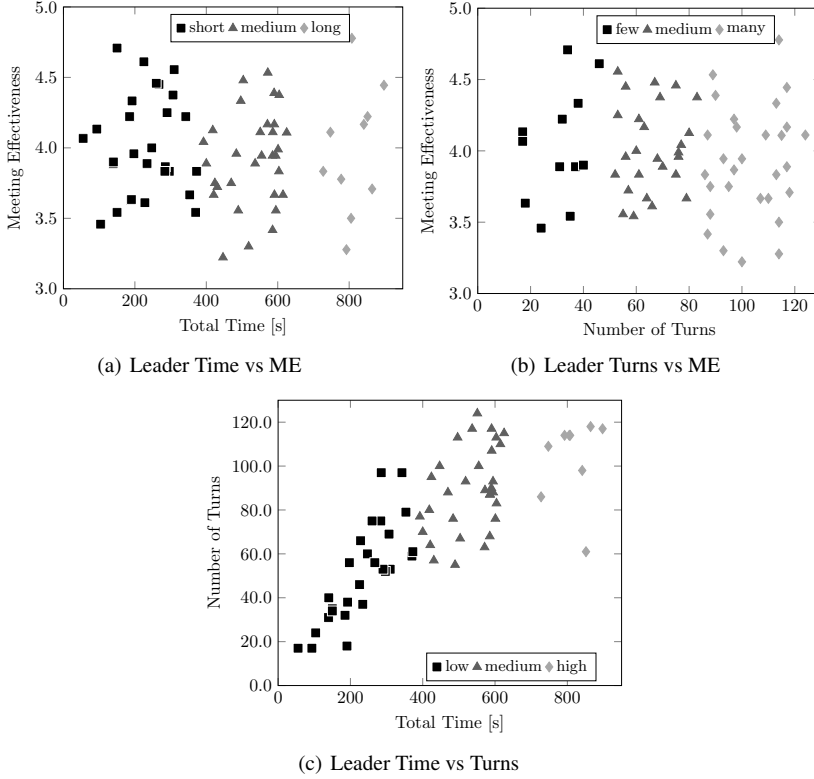 5.0
4.5
4.0
3.5
3.0
Meeting Effectiveness
short medium long
0 200 400 600 800
Total Time [s]
(a) Leader Time vs ME
5.0
4.5
4.0
3.5
3.0
Meeting Effectiveness
few medium many
0 20 40 60 80 100 120
Number of Turns
(b) Leader Turns vs ME
120.0
100.0
80.0
60.0
40.0
20.0
0.0
Number of Turns
low medium high
0 200 400 600 800
Total Time [s]
(c) Leader Time vs Turns